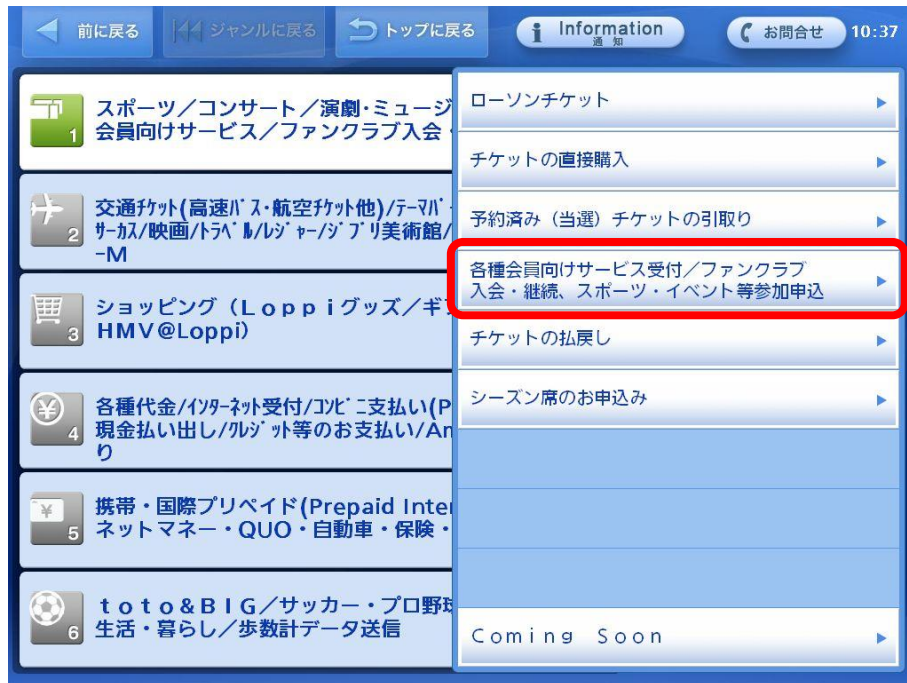 前に戻る
ジャンルに戻る
トップに戻る
i Information
通 知
お問合せ
10:37
1
スポーツ／コンサート／演劇・ミュージ
会員向けサービス／ファンクラブ入会・
2
交通ﾁｹｯﾄ(高速ﾊﾞｽ・航空ﾁｹｯﾄ他)/ﾃｰﾏﾊﾟｰ
ｻｰｶｽ/映画/ﾄﾗﾍﾞﾙ/ﾚｼﾞｬｰ/ｼﾞﾌﾞﾘ美術館/
-M
3
ショッピング（Ｌｏｐｐｉグッズ／ギフ
HMV@Loppi）
4
各種代金/ｲﾝﾀｰﾈｯﾄ受付/ｺﾝﾋﾞﾆ支払い(P
現金払い出し/ｸﾚｼﾞｯﾄ等のお支払い/Am
り
5
携帯・国際プリペイド(Prepaid Inter
ネットマネー・QUO・自動車・保険・
6
ｔｏｔｏ&ＢＩＧ／サッカー・プロ野球
生活・暮らし／歩数計データ送信
ローソンチケット
チケットの直接購入
予約済み（当選）チケットの引取り
各種会員向けサービス受付／ファンクラブ
入会・継続、スポーツ・イベント等参加申込
チケットの払戻し
シーズン席のお申込み
Ｃｏｍｉｎｇ　Ｓｏｏｎ